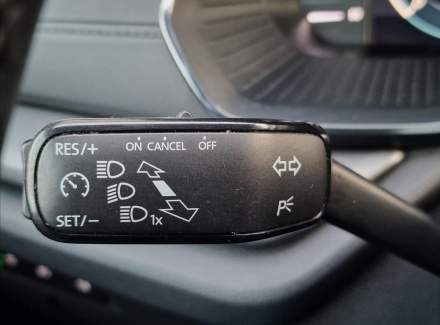 RES/+ ON CANCEL OFF
SET/- 1x
P